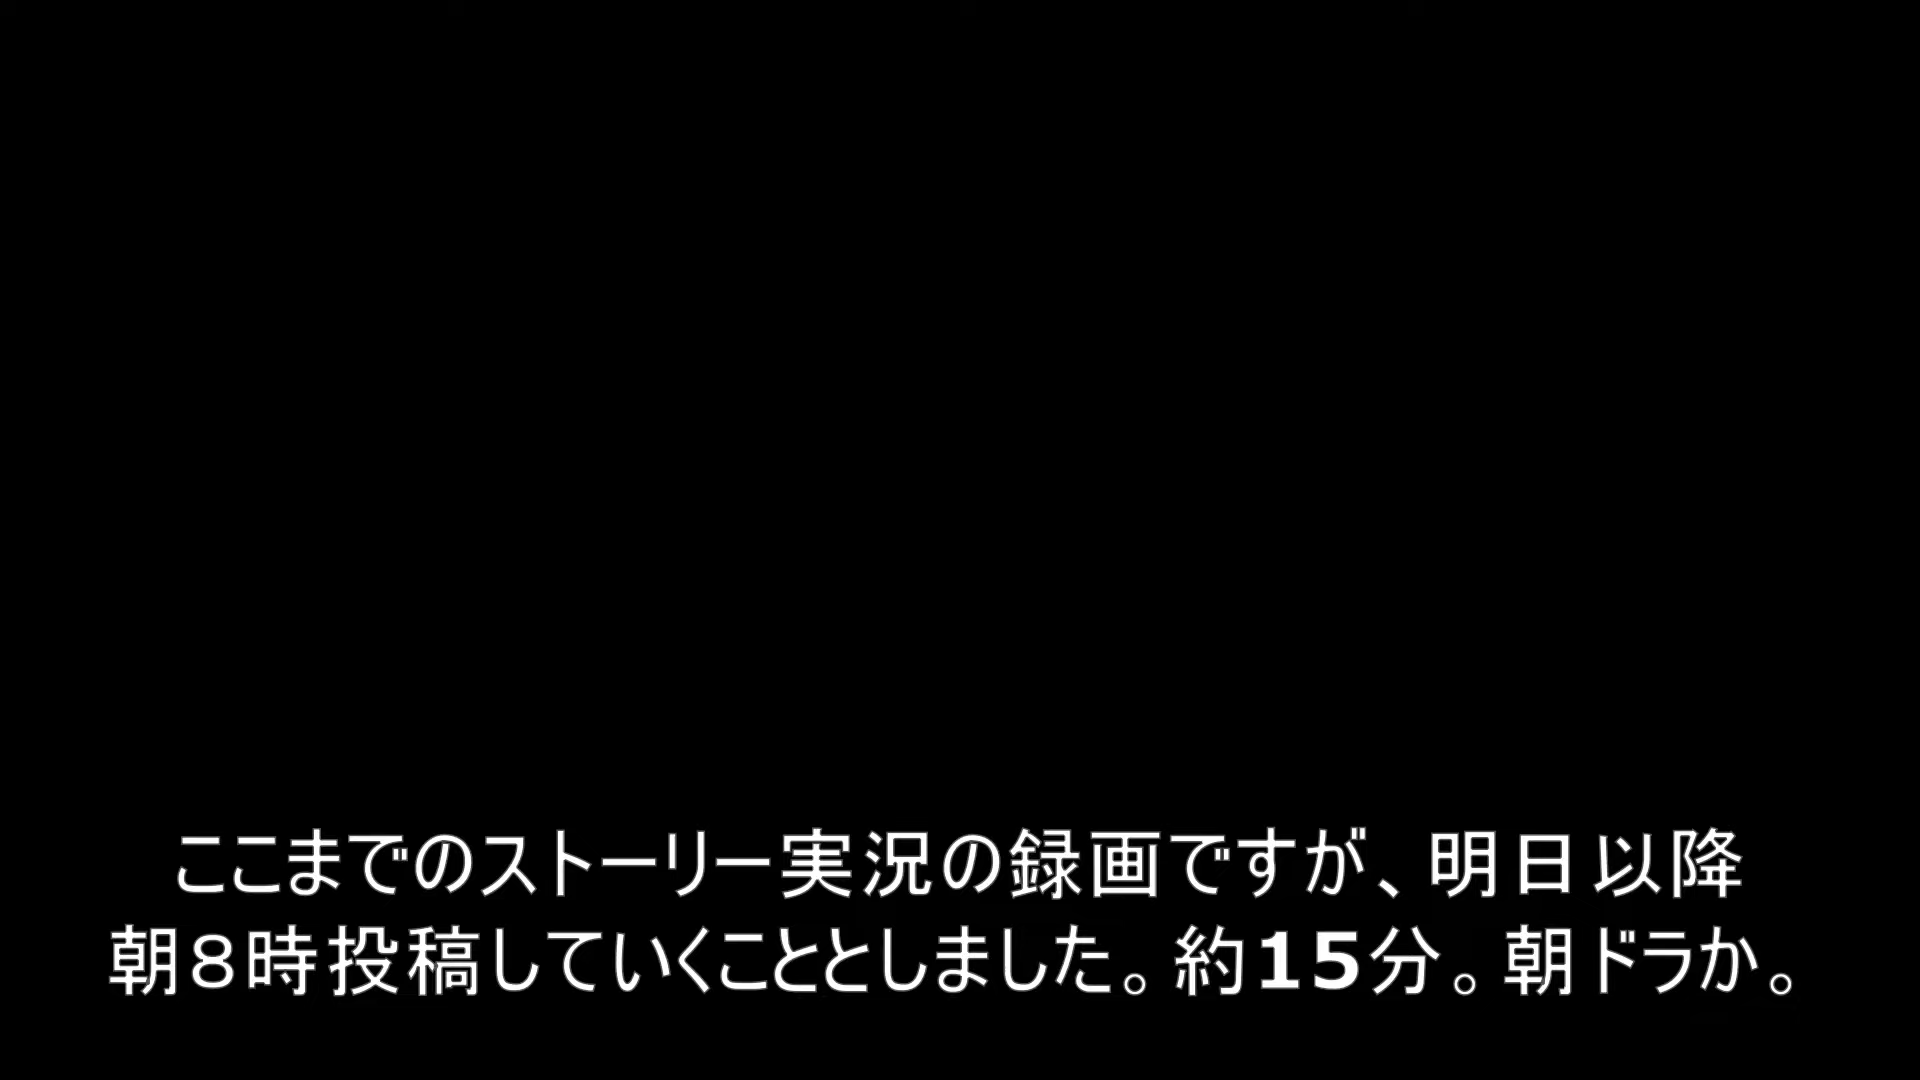 ここまでのストーリー実況の録画ですが、明日以降
朝８時投稿していくこととしました。約15分。朝ドラか。